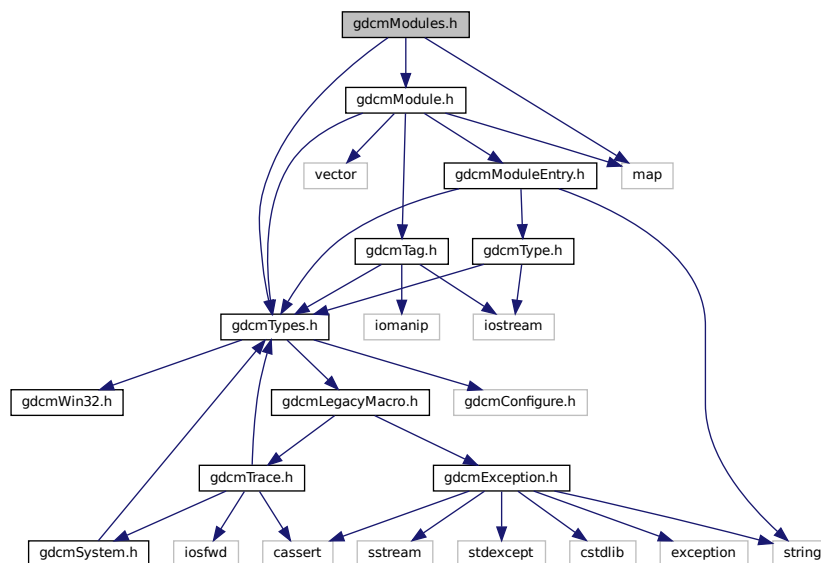 gdcmModules.h
gdcmModule.h
vector
gdcmModuleEntry.h
map
gdcmTag.h
gdcmType.h
gdcmTypes.h
iomanip
iostream
gdcmWin32.h
gdcmLegacyMacro.h
gdcmConfigure.h
gdcmTrace.h
gdcmException.h
gdcmSystem.h
iosfwd
cassert
sstream
stdexcept
cstdlib
exception
string